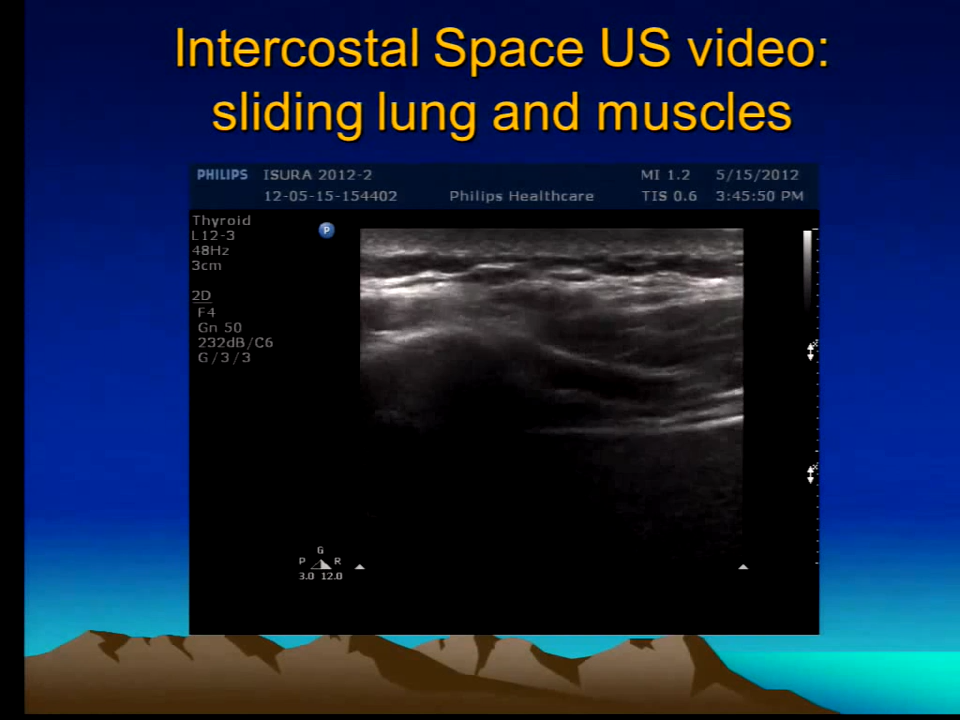 Intercostal Space US video:
sliding lung and muscles
PHILIPS ISURA 2012-2 MI 1.2 5/15/2012
12-05-15-154402 Philips Healthcare TIS 0.6 3:45:50 PM
Thyroid
L12-3
48Hz
3cm
P
2D
F4
Gn 50
232dB/C6
G/3/3
G
P R
3.0 12.0